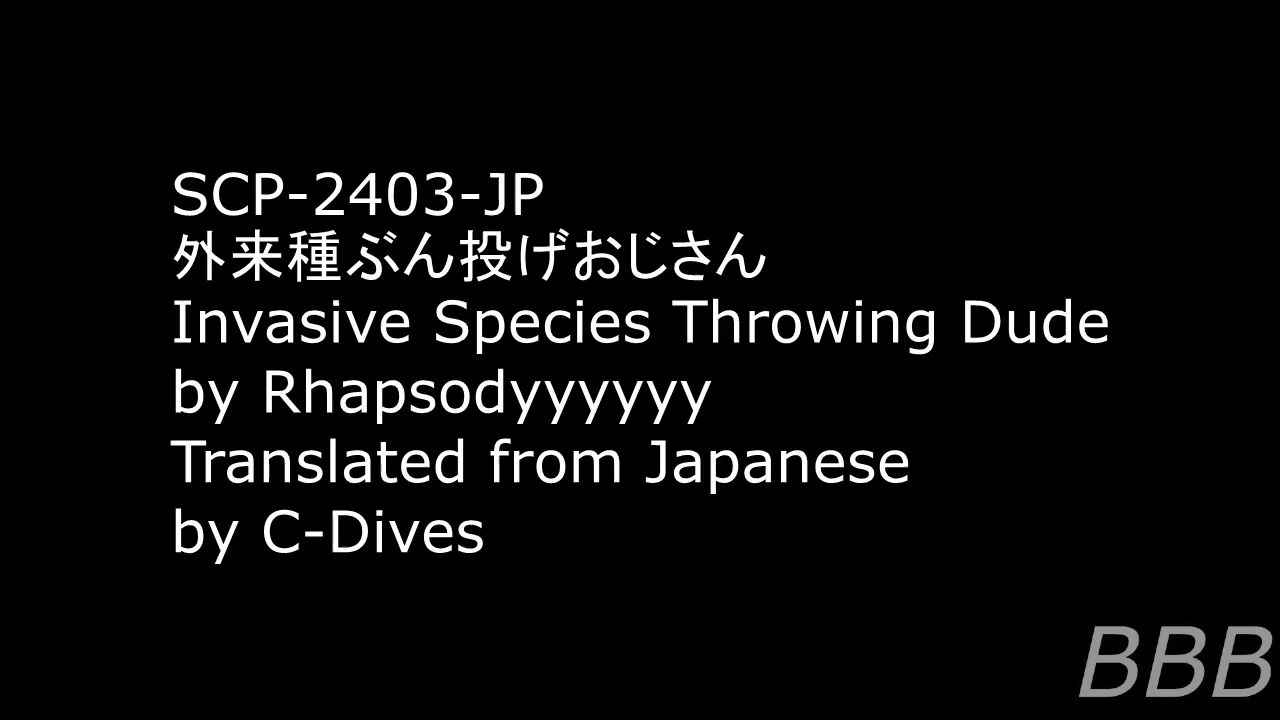 SCP-2403-JP
外来種ぶん投げおじさん
Invasive Species Throwing Dude
by Rhapsodyyyyyy
Translated from Japanese
by C-Dives
BBB